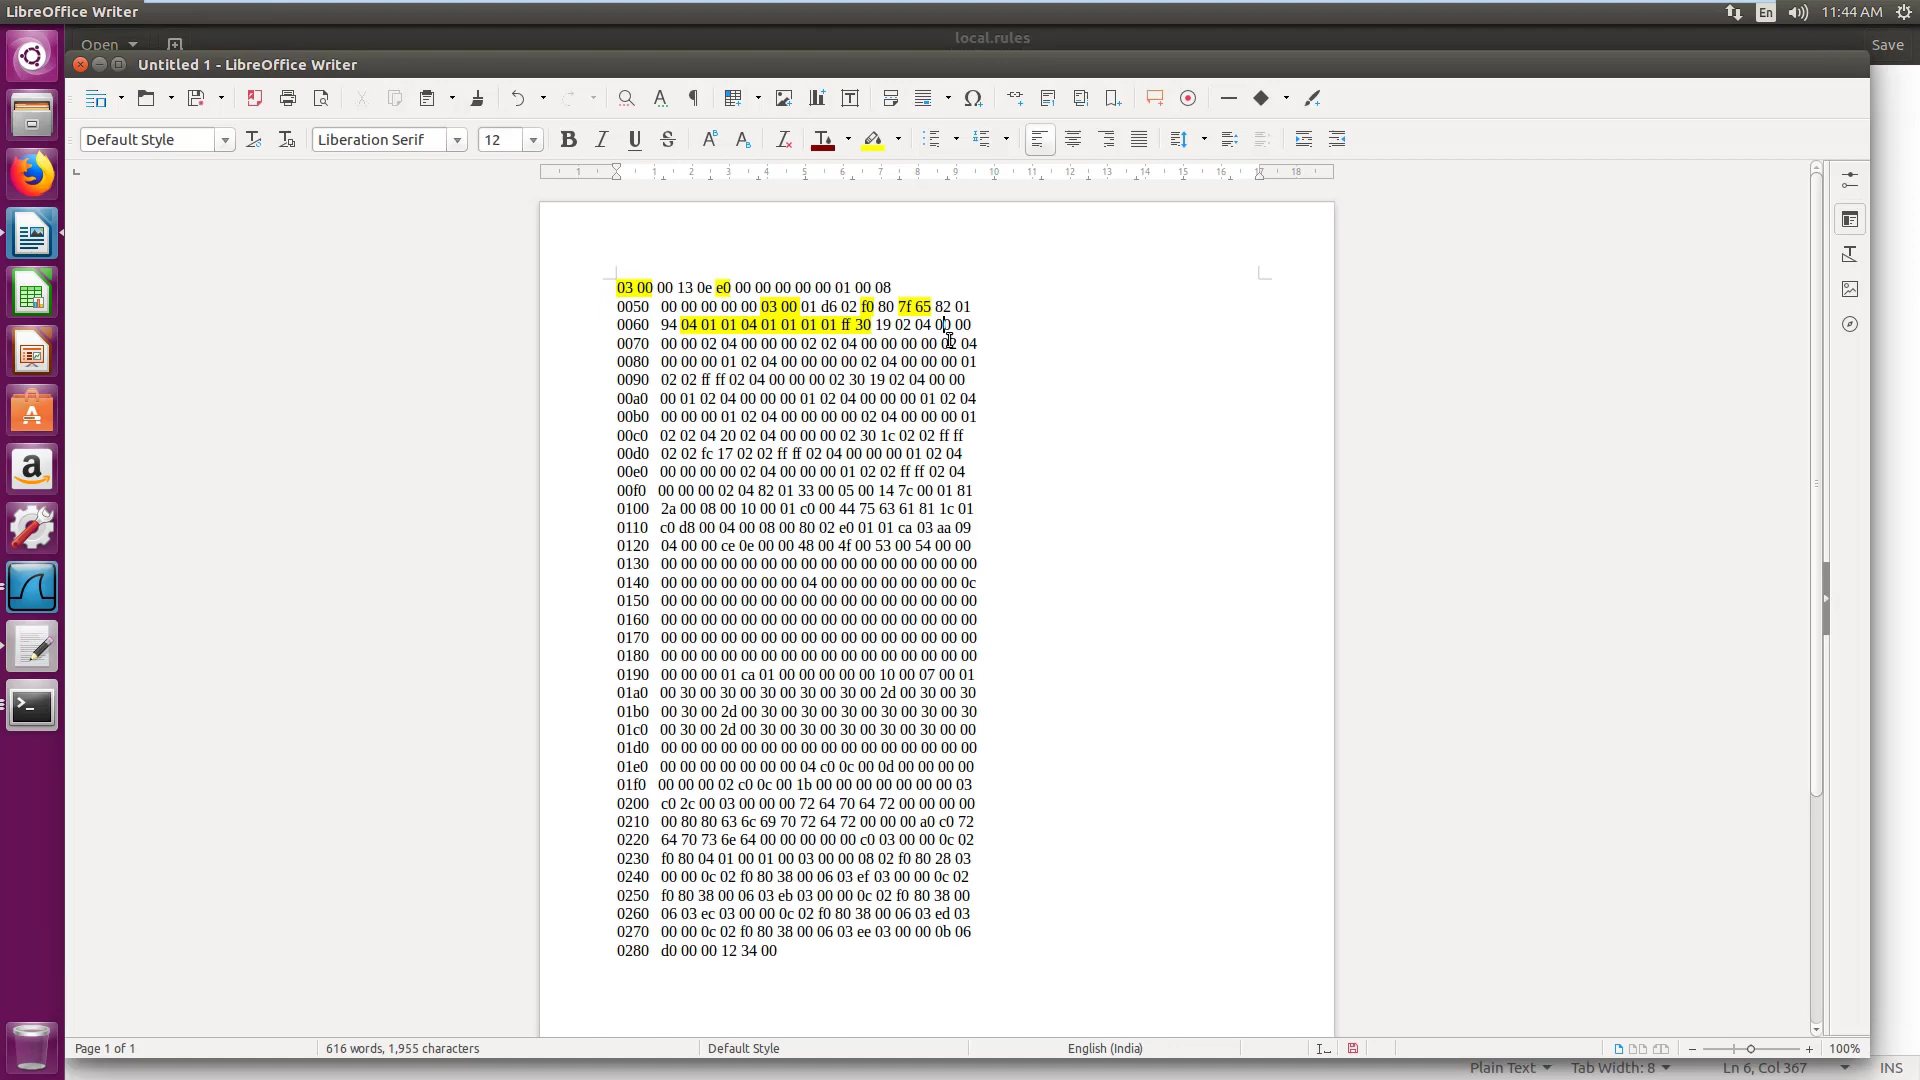 LibreOffice Writer
En
11:44 AM
Open
local.rules
Save
Untitled 1 - LibreOffice Writer
Default Style
Liberation Serif
12
1 1 2 3 4 5 6 7 8 9 10 11 12 13 14 15 16 17 18
03 00 00 13 0e e0 00 00 00 00 00 01 00 08
0050 00 00 00 00 00 03 00 01 d6 02 f0 80 7f 65 82 01
0060 94 04 01 01 04 01 01 01 01 ff 30 19 02 04 00 00
0070 00 00 02 04 00 00 00 02 02 04 00 00 00 00 02 04
0080 00 00 00 01 02 04 00 00 00 00 02 04 00 00 00 01
0090 02 02 ff ff 02 04 00 00 00 02 30 19 02 04 00 00
00a0 00 01 02 04 00 00 00 01 02 04 00 00 00 01 02 04
00b0 00 00 00 01 02 04 00 00 00 00 02 04 00 00 00 01
00c0 02 02 04 20 02 04 00 00 00 02 30 1c 02 02 ff ff
00d0 02 02 fc 17 02 02 ff ff 02 04 00 00 00 01 02 04
00e0 00 00 00 00 02 04 00 00 00 01 02 02 ff ff 02 04
00f0 00 00 00 02 04 82 01 33 00 05 00 14 7c 00 01 81
0100 2a 00 08 00 10 00 01 c0 00 44 75 63 61 81 1c 01
0110 c0 d8 00 04 00 08 00 80 02 e0 01 01 ca 03 aa 09
0120 04 00 00 ce 0e 00 00 48 00 4f 00 53 00 54 00 00
0130 00 00 00 00 00 00 00 00 00 00 00 00 00 00 00 00
0140 00 00 00 00 00 00 00 04 00 00 00 00 00 00 00 0c
0150 00 00 00 00 00 00 00 00 00 00 00 00 00 00 00 00
0160 00 00 00 00 00 00 00 00 00 00 00 00 00 00 00 00
0170 00 00 00 00 00 00 00 00 00 00 00 00 00 00 00 00
0180 00 00 00 00 00 00 00 00 00 00 00 00 00 00 00 00
0190 00 00 00 01 ca 01 00 00 00 00 00 10 00 07 00 01
01a0 00 30 00 30 00 30 00 30 00 30 00 2d 00 30 00 30
01b0 00 30 00 2d 00 30 00 30 00 30 00 30 00 30 00 30
01c0 00 30 00 2d 00 30 00 30 00 30 00 30 00 30 00 00
01d0 00 00 00 00 00 00 00 00 00 00 00 00 00 00 00 00
01e0 00 00 00 00 00 00 00 04 c0 0c 00 0d 00 00 00 00
01f0 00 00 00 02 c0 0c 00 1b 00 00 00 00 00 00 00 03
0200 c0 2c 00 03 00 00 00 72 64 70 64 72 00 00 00 00
0210 00 80 80 63 6c 69 70 72 64 72 00 00 00 a0 c0 72
0220 64 70 73 6e 64 00 00 00 00 00 c0 03 00 00 0c 02
0230 f0 80 04 01 00 01 00 03 00 00 08 02 f0 80 28 03
0240 00 00 0c 02 f0 80 38 00 06 03 ef 03 00 00 0c 02
0250 f0 80 38 00 06 03 eb 03 00 00 0c 02 f0 80 38 00
0260 06 03 ec 03 00 00 0c 02 f0 80 38 00 06 03 ed 03
0270 00 00 0c 02 f0 80 38 00 06 03 ee 03 00 00 0b 06
0280 d0 00 00 12 34 00
Page 1 of 1
616 words, 1,955 characters
Default Style
English (India)
100%
Plain Text
Tab Width: 8
Ln 6, Col 367
INS